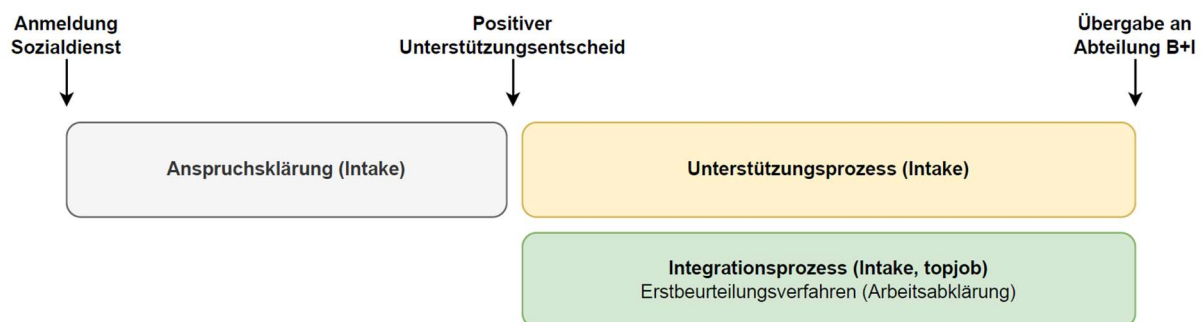 Anmeldung
Sozialdienst
Positiver
Unterstützungsentscheid
Übergabe an
Abteilung B+I
Anspruchsklärung (Intake)
Unterstützungsprozess (Intake)
Integrationsprozess (Intake, topjob)
Erstbeurteilungsverfahren (Arbeitsabklärung)